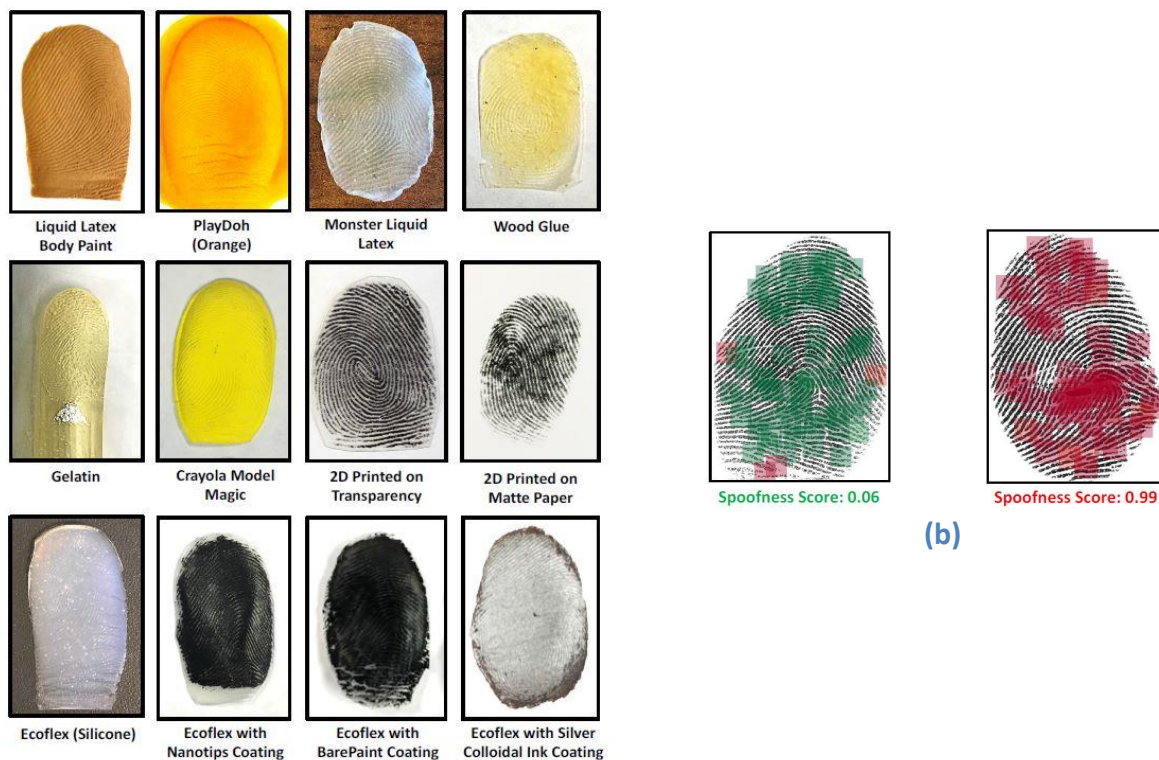 Liquid Latex
Body Paint
PlayDoh
(Orange)
Monster Liquid
Latex
Wood Glue
Gelatin
Crayola Model
Magic
2D Printed on
Transparency
2D Printed on
Matte Paper
Ecoflex (Silicone)
Ecoflex with
Nanotips Coating
Ecoflex with
BarePaint Coating
Ecoflex with Silver
Colloidal Ink Coating
Spoofness Score: 0.06
Spoofness Score: 0.99
(b)